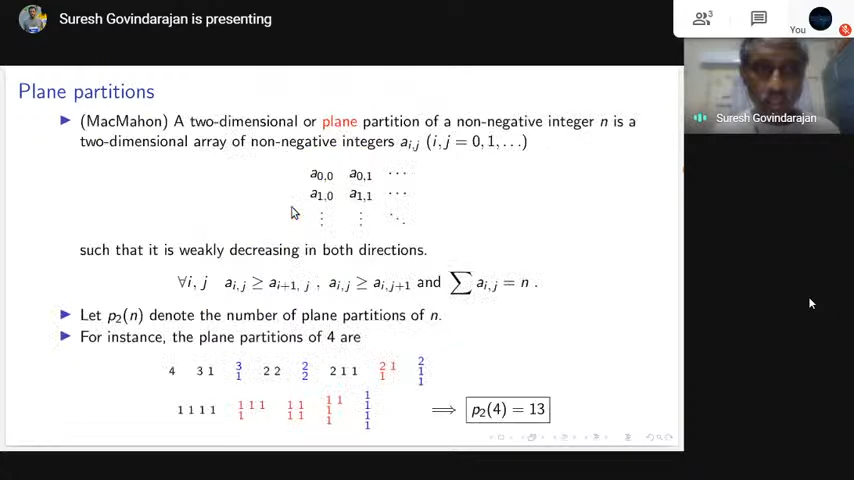 Suresh Govindarajan is presenting
3
You
Suresh Govindarajan
Plane partitions
▶ (MacMahon) A two-dimensional or plane partition of a non-negative integer n is a
two-dimensional array of non-negative integers a_{i,j} (i, j = 0, 1, . . .)
a_{0,0} a_{0,1} ⋯
a_{1,0} a_{1,1} ⋯
⋮ ⋮ ⋱
such that it is weakly decreasing in both directions.
∀i, j a_{i,j} ≥ a_{i+1, j} , a_{i,j} ≥ a_{i,j+1} and ∑ a_{i,j} = n .
▶ Let p₂(n) denote the number of plane partitions of n.
▶ For instance, the plane partitions of 4 are
4 3 1 3 2 2 2 2 1 1 2 1 2
1 2 1 1
1
1 1 1 1 1 1 1 1 1 1 1 1 ⟹ p₂(4) = 13
1 1 1 1 1
1 1
1